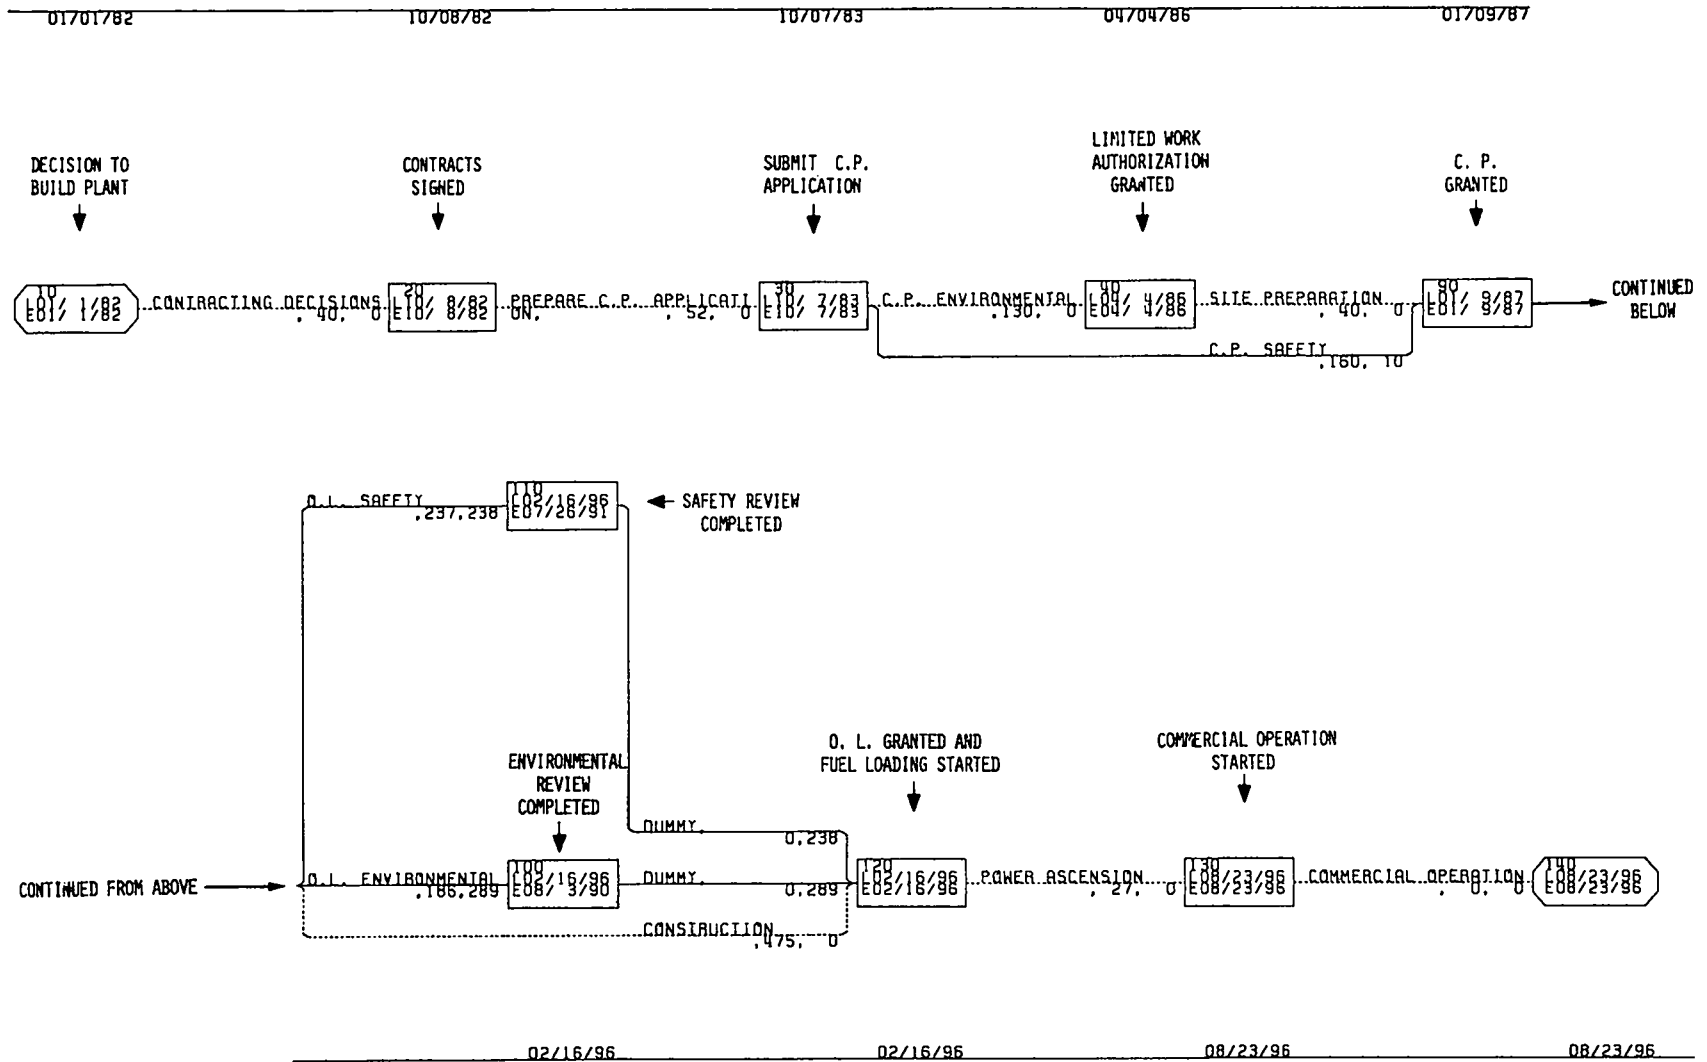 01/01/82 10/08/82 10/07/83 04/04/86 01/09/87
DECISION TO
BUILD PLANT
CONTRACTS
SIGNED
SUBMIT C.P.
APPLICATION
LIMITED WORK
AUTHORIZATION
GRANTED
C. P.
GRANTED
10
L01/ 1/82
E01/ 1/82
CONTRACTING DECISIONS
, 40, 0
20
L10/ 8/82
E10/ 8/82
PREPARE C.P. APPLICATI
ON, , 52, 0
30
L10/ 7/83
E10/ 7/83
C.P. ENVIRONMENTAL
,130, 0
40
L04/ 4/86
E04/ 4/86
SITE PREPARATION
, 40, 0
90
L01/ 9/87
E01/ 9/87
CONTINUED
BELOW
C.P. SAFETY
,160, 10
O.L. SAFETY
,237,238
110
L02/16/96
E07/26/91
SAFETY REVIEW
COMPLETED
ENVIRONMENTAL
REVIEW
COMPLETED
O. L. GRANTED AND
FUEL LOADING STARTED
COMMERCIAL OPERATION
STARTED
DUMMY,
0,238
CONTINUED FROM ABOVE
O.L. ENVIRONMENTAL
,186,289
100
L02/16/96
E08/ 3/90
DUMMY,
0,289
120
L02/16/96
E02/16/96
POWER ASCENSION
, 27, 0
130
L08/23/96
E08/23/96
COMMERCIAL OPERATION
, 0, 0
140
L08/23/96
E08/23/96
CONSTRUCTION
,475, 0
02/16/96 02/16/96 08/23/96 08/23/96